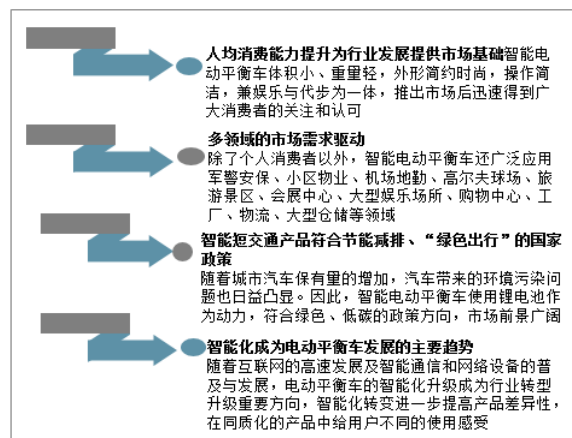 人均消费能力提升为行业发展提供市场基础智能电
动平衡车体积小、重量轻，外形简约时尚，操作简
洁，兼娱乐与代步为一体，推出市场后迅速得到广
大消费者的关注和认可
多领域的市场需求驱动
除了个人消费者以外，智能电动平衡车还广泛应用
军警安保、小区物业、机场地勤、高尔夫球场、旅
游景区、会展中心、大型娱乐场所、购物中心、工
厂、物流、大型仓储等领域
智能短交通产品符合节能减排、“绿色出行”的国家
政策
随着城市汽车保有量的增加，汽车带来的环境污染问
题也日益凸显。因此，智能电动平衡车使用锂电池作
为动力，符合绿色、低碳的政策方向，市场前景广阔
智能化成为电动平衡车发展的主要趋势
随着互联网的高速发展及智能通信和网络设备的普
及与发展，电动平衡车的智能化升级成为行业转型
升级重要方向，智能化转变进一步提高产品差异性，
在同质化的产品中给用户不同的使用感受